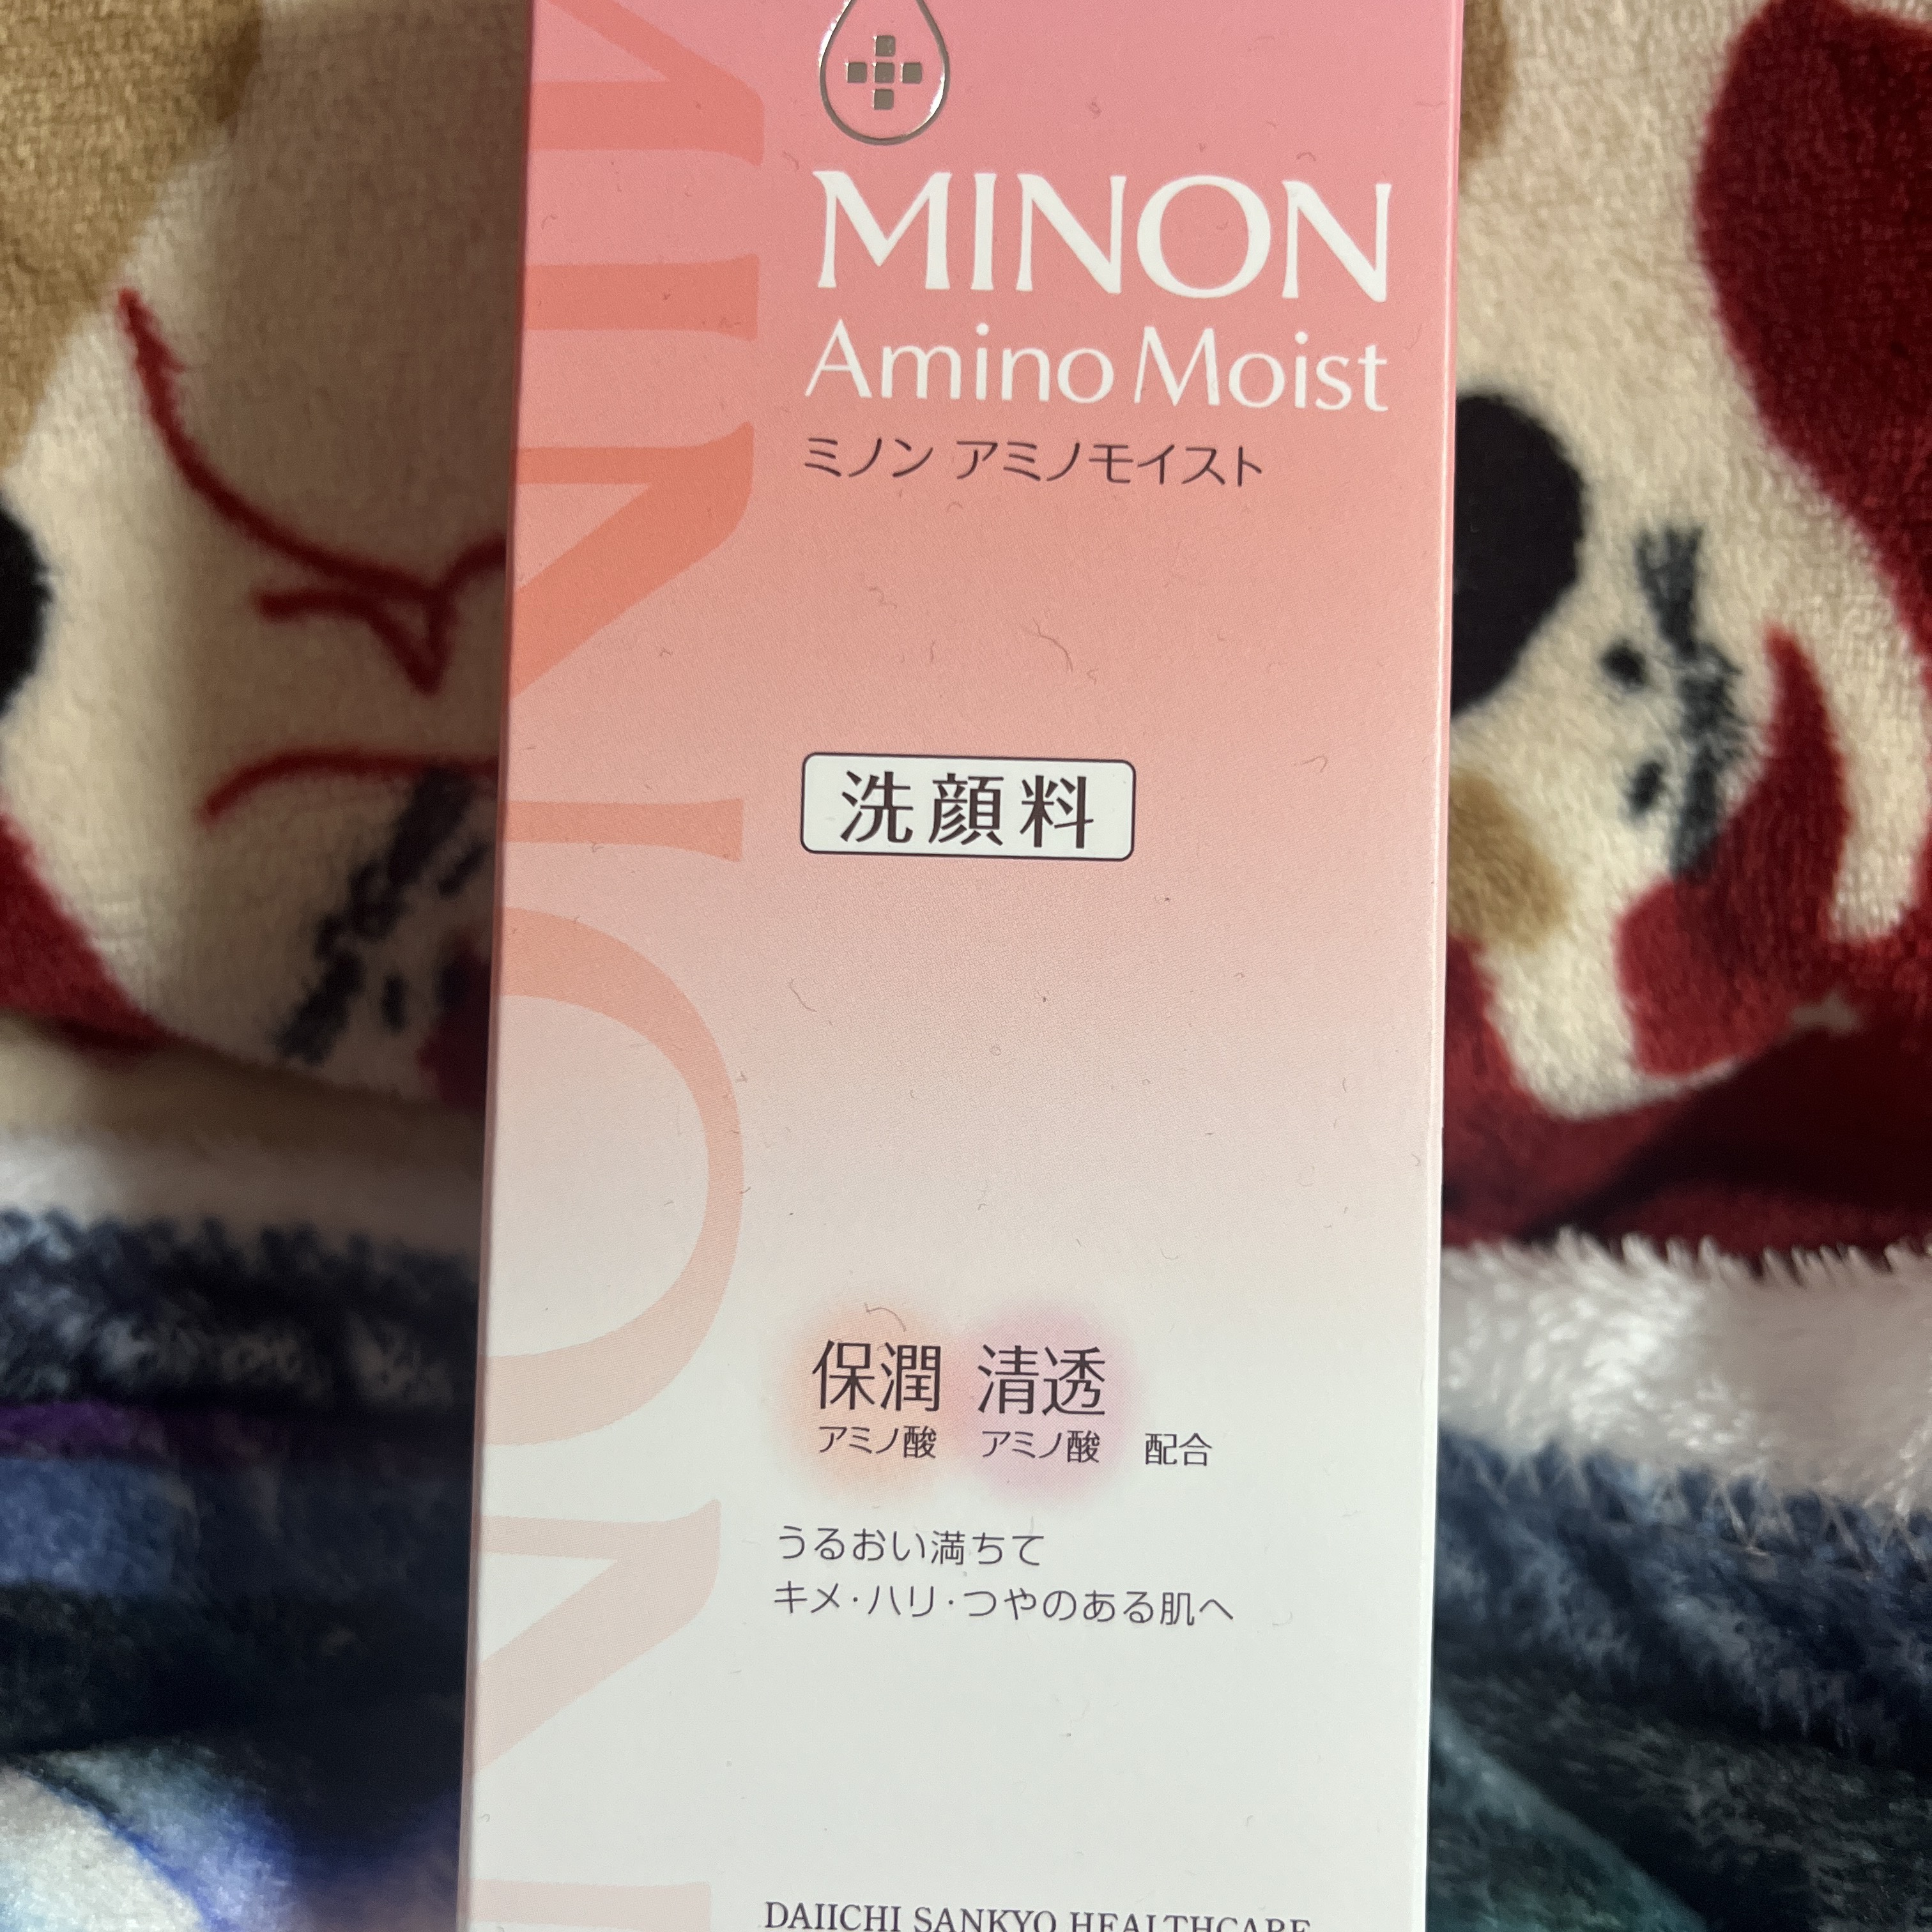 MINON
Amino Moist
ミノン アミノモイスト
洗顔料
保潤 清透
アミノ酸 アミノ酸 配合
うるおい満ちて
キメ・ハリ・つやのある肌へ
DAIICHI SANKYO HEALTHCARE
MINON